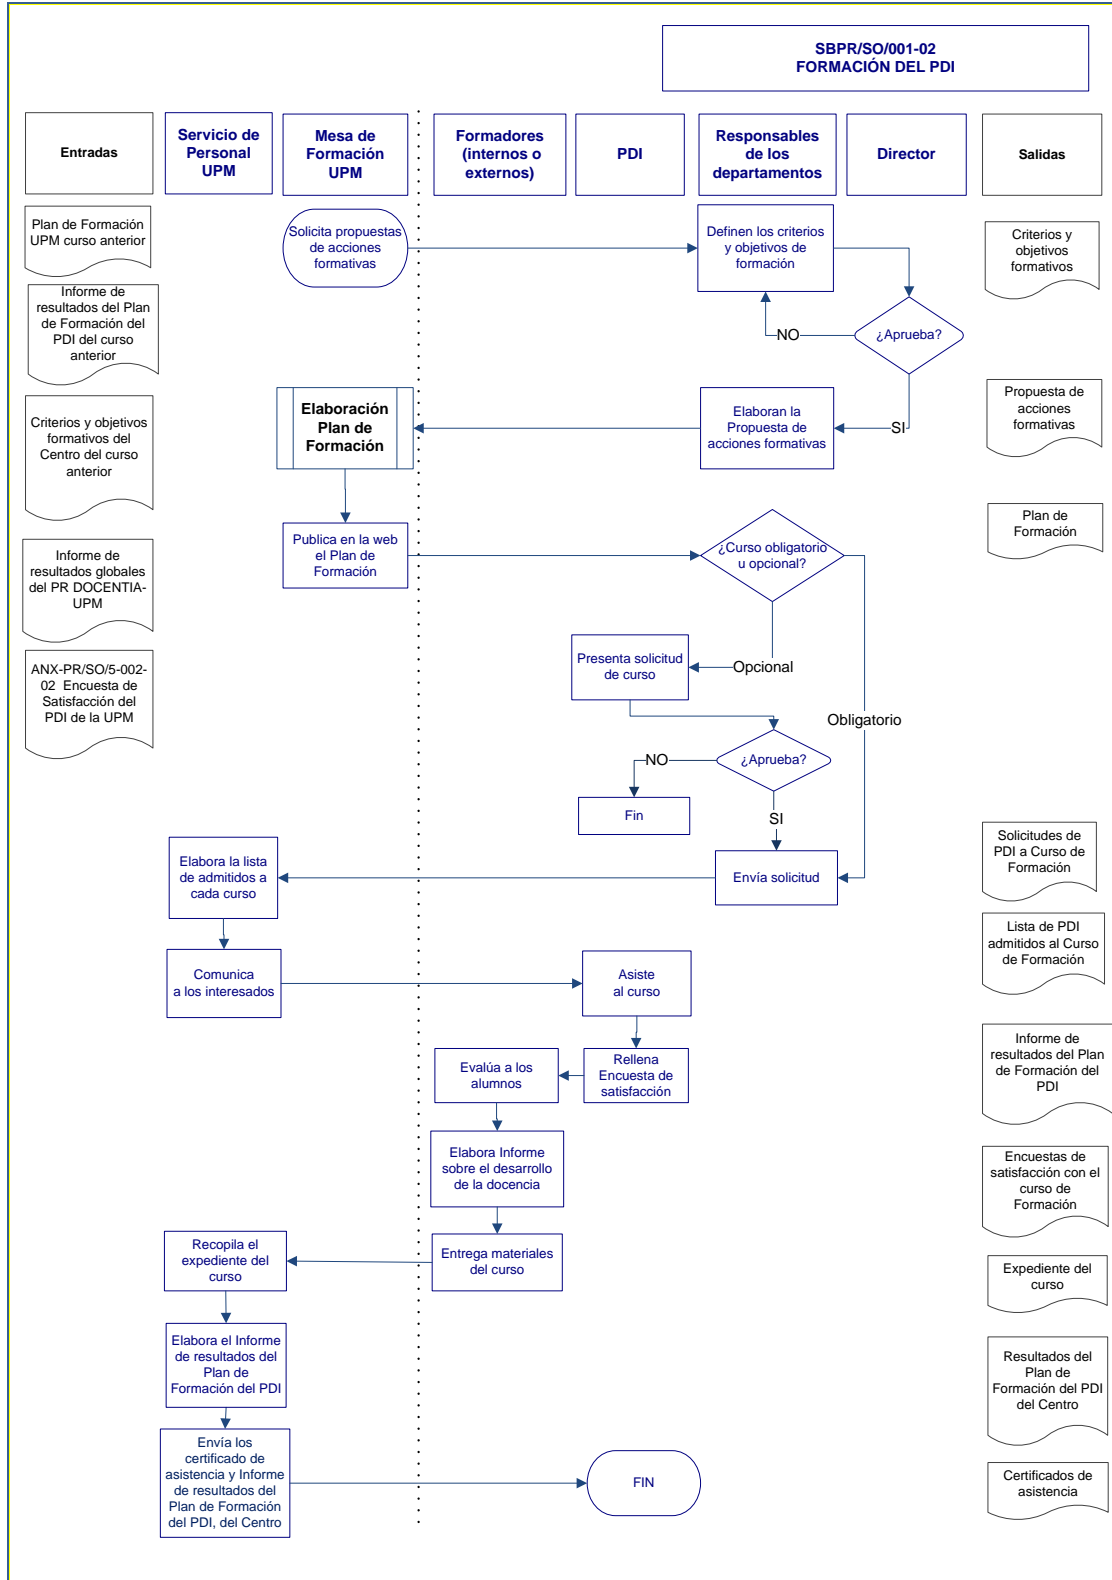 SBPR/SO/001-02
FORMACIÓN DEL PDI
Entradas
Servicio de
Personal
UPM
Mesa de
Formación
UPM
Formadores
(internos o
externos)
PDI
Responsables
de los
departamentos
Director
Salidas
Plan de Formación
UPM curso anterior
Solicita propuestas
de acciones
formativas
Definen los criterios
y objetivos de
formación
Criterios y
objetivos
formativos
Informe de
resultados del Plan
de Formación del
PDI del curso
anterior
NO
¿Aprueba?
Criterios y objetivos
formativos del
Centro del curso
anterior
Elaboración
Plan de
Formación
Elaboran la
Propuesta de
acciones formativas
SI
Propuesta de
acciones
formativas
Publica en la web
el Plan de
Formación
¿Curso obligatorio
u opcional?
Plan de
Formación
Informe de
resultados globales
del PR DOCENTIA-
UPM
ANX-PR/SO/5-002-
02 Encuesta de
Satisfacción del
PDI de la UPM
Presenta solicitud
de curso
Opcional
Obligatorio
NO
¿Aprueba?
Fin
SI
Elabora la lista
de admitidos a
cada curso
Envía solicitud
Solicitudes de
PDI a Curso de
Formación
Comunica
a los interesados
Asiste
al curso
Lista de PDI
admitidos al Curso
de Formación
Evalúa a los
alumnos
Rellena
Encuesta de
satisfacción
Informe de
resultados del Plan
de Formación del
PDI
Elabora Informe
sobre el desarrollo
de la docencia
Encuestas de
satisfacción con el
curso de
Formación
Recopila el
expediente del
curso
Entrega materiales
del curso
Expediente del
curso
Elabora el Informe
de resultados del
Plan de
Formación del PDI
Resultados del
Plan de
Formación del PDI
del Centro
Envía los
certificado de
asistencia y Informe
de resultados del
Plan de Formación
del PDI, del Centro
FIN
Certificados de
asistencia